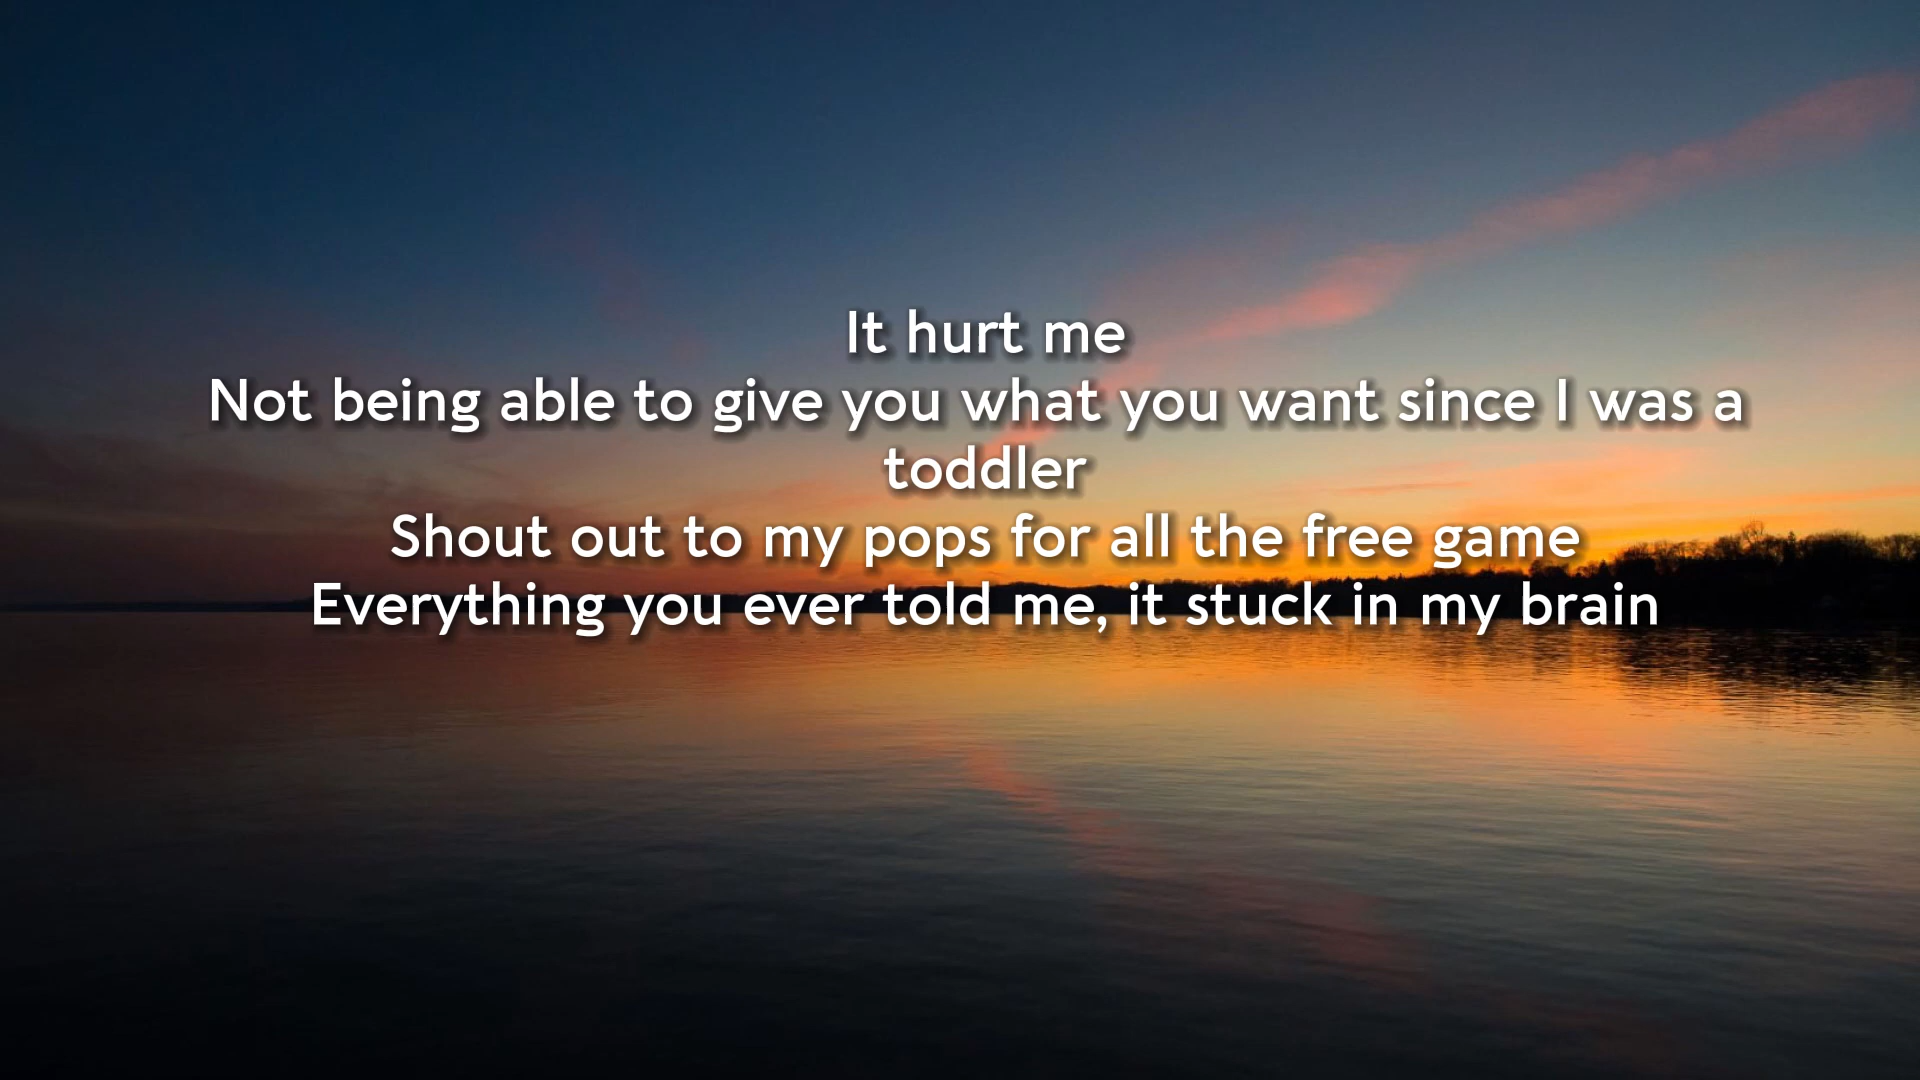 It hurt me
Not being able to give you what you want since I was a
toddler
Shout out to my pops for all the free game
Everything you ever told me, it stuck in my brain